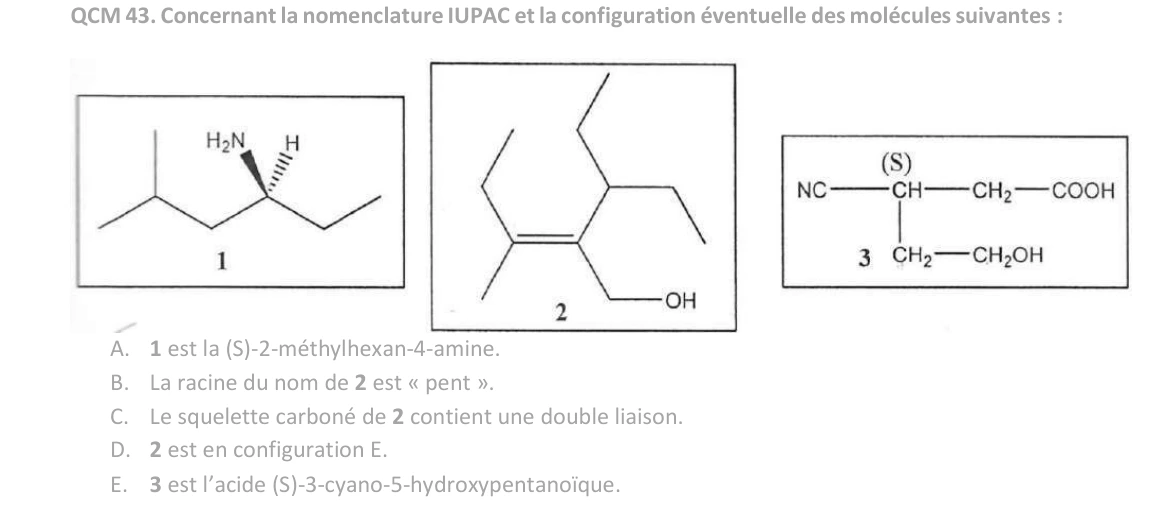 QCM 43. Concernant la nomenclature IUPAC et la configuration éventuelle des molécules suivantes :
H₂N H
1
OH
2
(S)
NC CH CH₂ COOH
3 CH₂ CH₂OH
A. 1 est la (S)-2-méthylhexan-4-amine.
B. La racine du nom de 2 est « pent ».
C. Le squelette carboné de 2 contient une double liaison.
D. 2 est en configuration E.
E. 3 est l’acide (S)-3-cyano-5-hydroxypentanoïque.